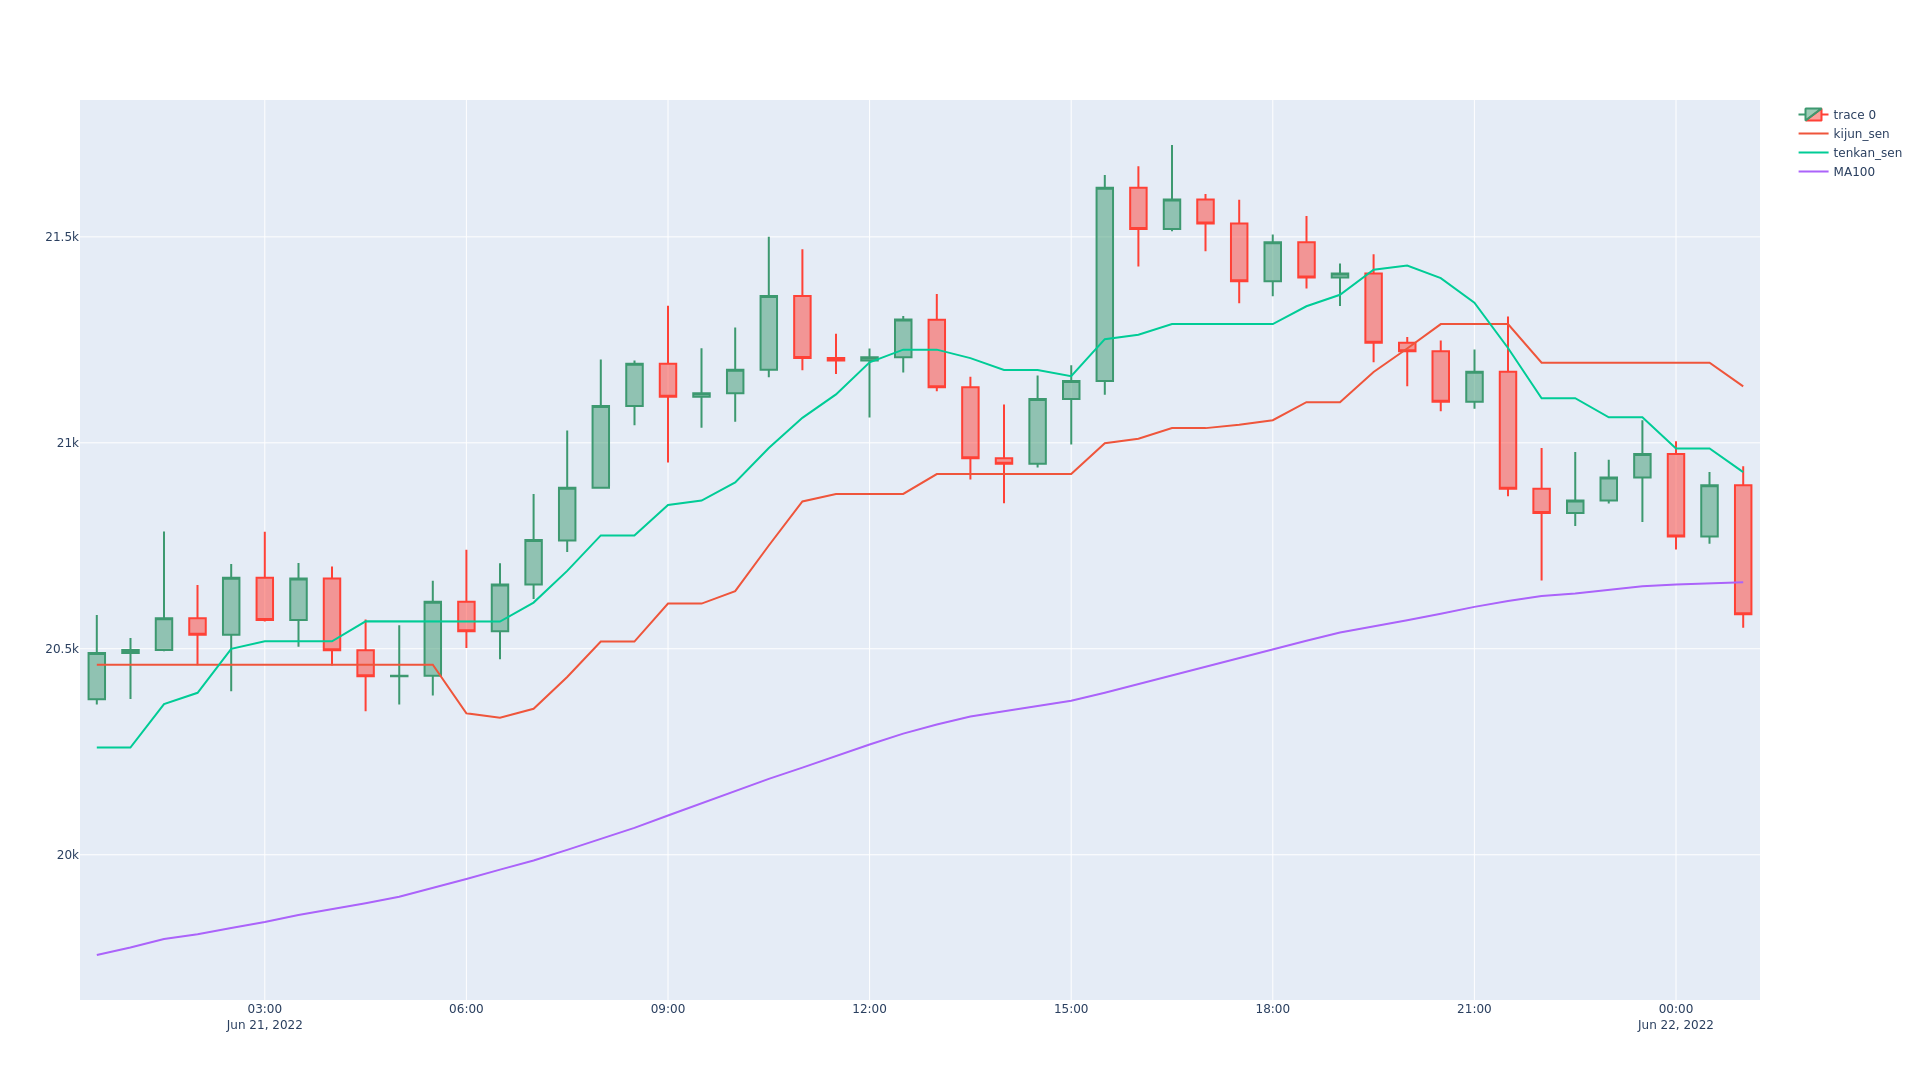 trace 0
kijun_sen
tenkan_sen
MA100
21.5k
21k
20.5k
20k
03:00 06:00 09:00 12:00 15:00 18:00 21:00 00:00
Jun 21, 2022 Jun 22, 2022